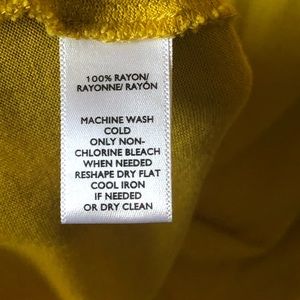 100% RAYON/
RAYONNE/ RAYÓN
MACHINE WASH
COLD
ONLY NON-
CHLORINE BLEACH
WHEN NEEDED
RESHAPE DRY FLAT
COOL IRON
IF NEEDED
OR DRY CLEAN